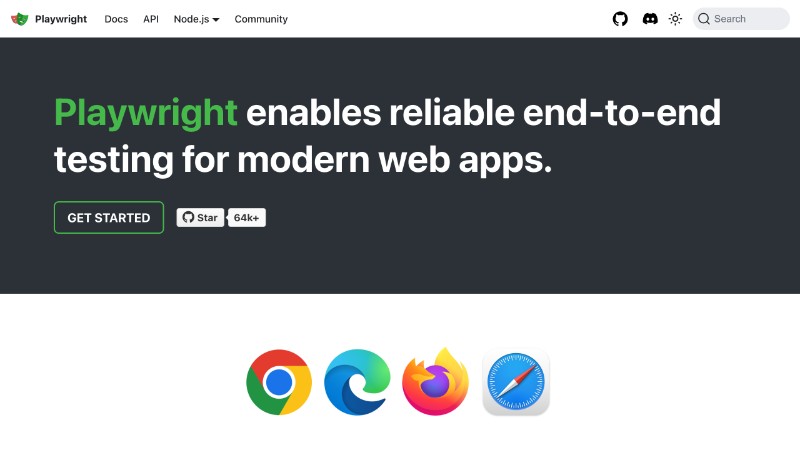 Playwright Docs API Node.js Community Search
Playwright enables reliable end-to-end
testing for modern web apps.
GET STARTED Star 64k+